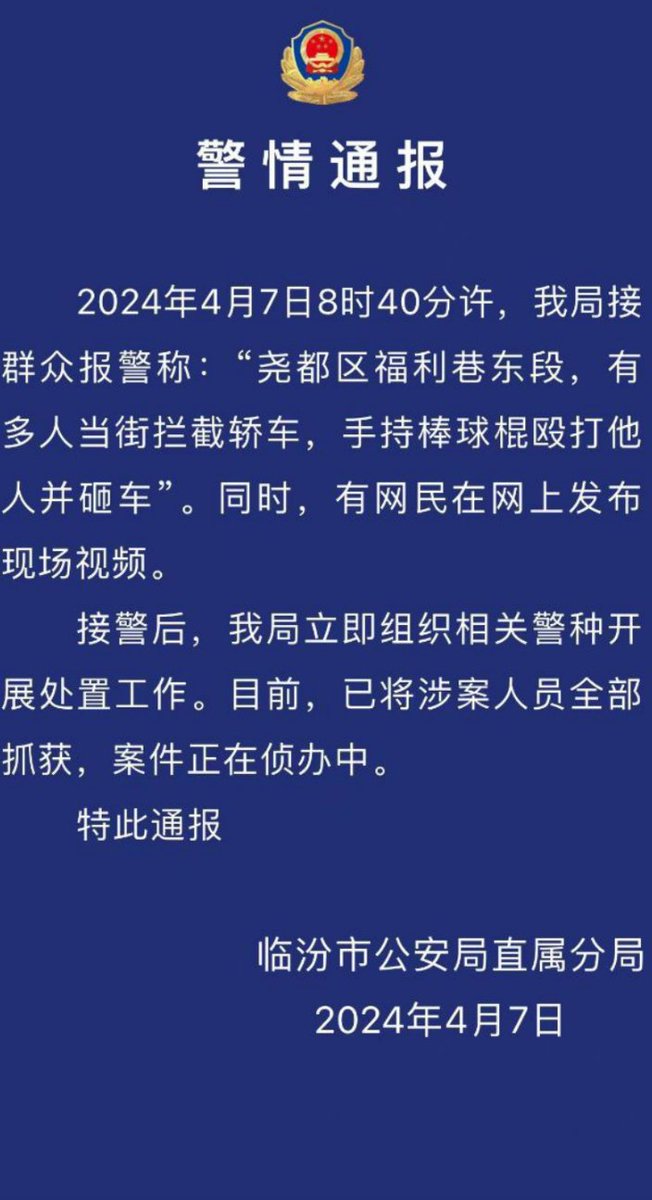 警情通报
2024年4月7日8时40分许，我局接
群众报警称：“尧都区福利巷东段，有
多人当街拦截轿车，手持棒球棍殴打他
人并砸车”。同时，有网民在网上发布
现场视频。
接警后，我局立即组织相关警种开
展处置工作。目前，已将涉案人员全部
抓获，案件正在侦办中。
特此通报
临汾市公安局直属分局
2024年4月7日